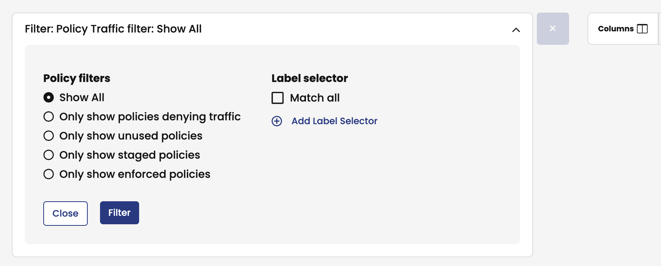 Filter: Policy Traffic filter: Show All
Columns
Policy filters
Show All
Only show policies denying traffic
Only show unused policies
Only show staged policies
Only show enforced policies
Label selector
Match all
Add Label Selector
Close
Filter